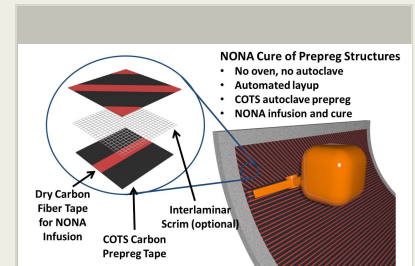 NONA Cure of Prepreg Structures
• No oven, no autoclave
• Automated layup
• COTS autoclave prepreg
• NONA infusion and cure
Dry Carbon
Fiber Tape
for NONA
Infusion
COTS Carbon
Prepreg Tape
Interlaminar
Scrim (optional)